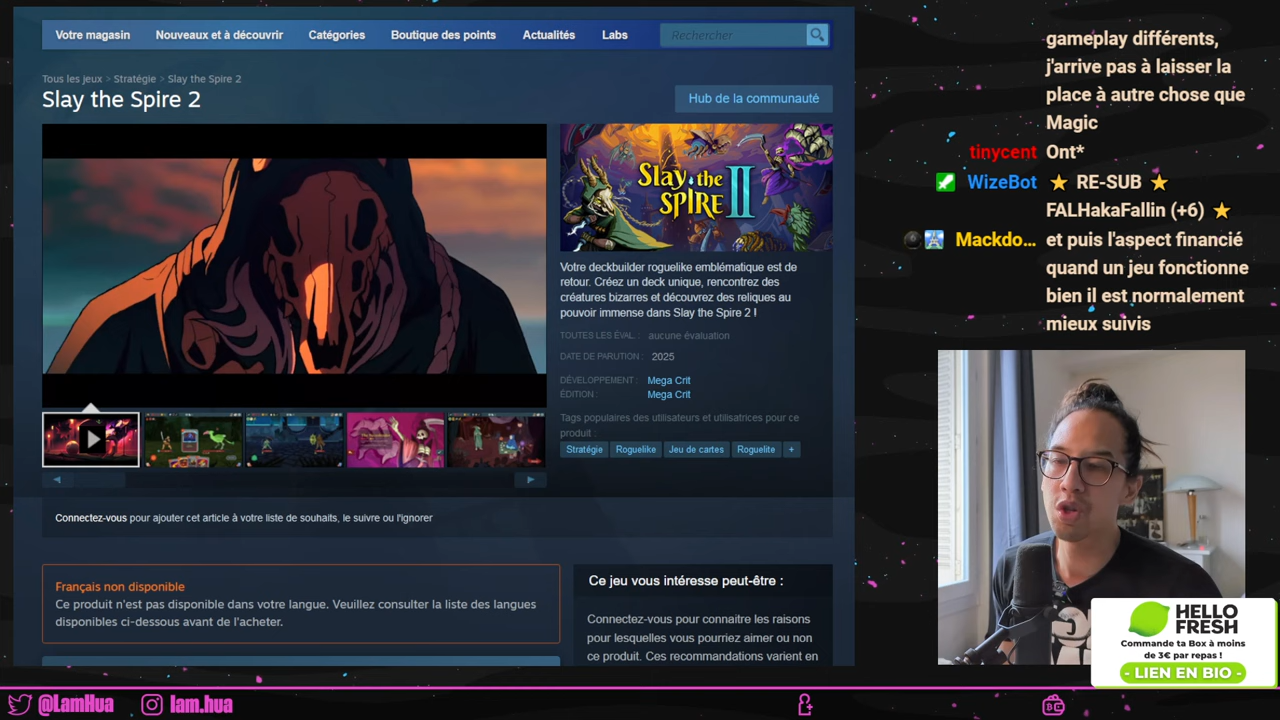 Votre magasin
Nouveaux et à découvrir
Catégories
Boutique des points
Actualités
Labs
Rechercher
Tous les jeux > Stratégie > Slay the Spire 2
Slay the Spire 2
Hub de la communauté
Slay the
SPIRE II
Votre deckbuilder roguelike emblématique est de
retour. Créez un deck unique, rencontrez des
créatures bizarres et découvrez des reliques au
pouvoir immense dans Slay the Spire 2 !
TOUTES LES ÉVAL. : aucune évaluation
DATE DE PARUTION : 2025
DÉVELOPPEMENT : Mega Crit
ÉDITION : Mega Crit
Tags populaires des utilisateurs et utilisatrices pour ce
produit :
Stratégie
Roguelike
Jeu de cartes
Roguelite
+
Connectez-vous pour ajouter cet article à votre liste de souhaits, le suivre ou l'ignorer
Français non disponible
Ce produit n'est pas disponible dans votre langue. Veuillez consulter la liste des langues
disponibles ci-dessous avant de l'acheter.
Ce jeu vous intéresse peut-être :
Connectez-vous pour connaitre les raisons
pour lesquelles vous pourriez aimer ou non
ce produit. Ces recommandations varient en
gameplay différents,
j'arrive pas à laisser la
place à autre chose que
Magic
tinycent Ont*
WizeBot RE-SUB
FALHakaFallin (+6)
Mackdo... et puis l'aspect financié
quand un jeu fonctionne
bien il est normalement
mieux suivis
HELLO
FRESH
Commande ta Box à moins
de 3€ par repas !
- LIEN EN BIO -
@LamHua
lam.hua